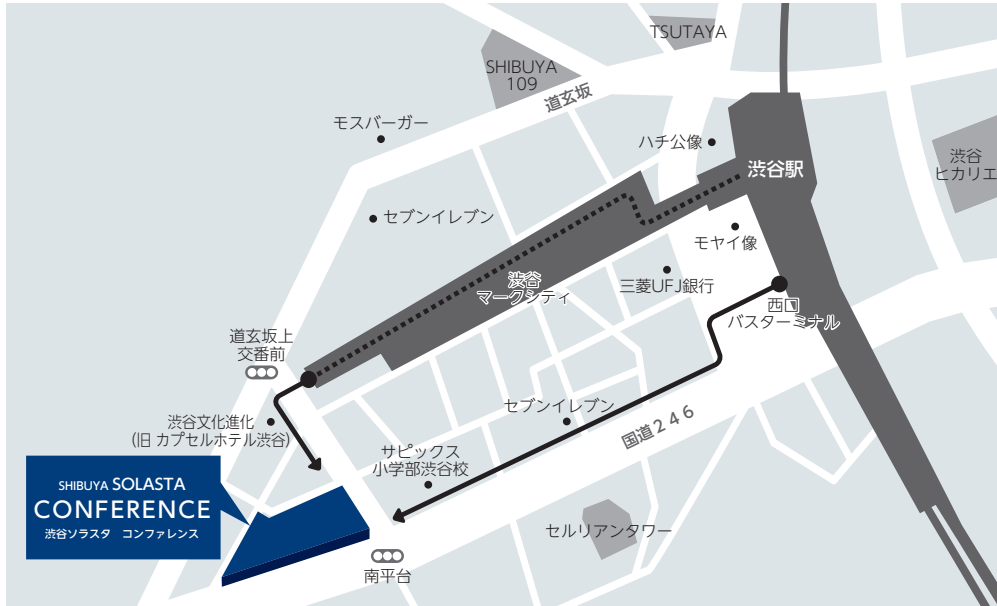 TSUTAYA
SHIBUYA
109
道玄坂
モスバーガー
ハチ公像
渋谷駅
渋谷
ヒカリエ
セブンイレブン
モヤイ像
渋谷
マークシティ
三菱UFJ銀行
西口
バスターミナル
道玄坂上
交番前
セブンイレブン
渋谷文化進化
(旧 カプセルホテル渋谷)
国道246
サピックス
小学部渋谷校
SHIBUYA SOLASTA
CONFERENCE
渋谷ソラスタ コンファレンス
セルリアンタワー
南平台